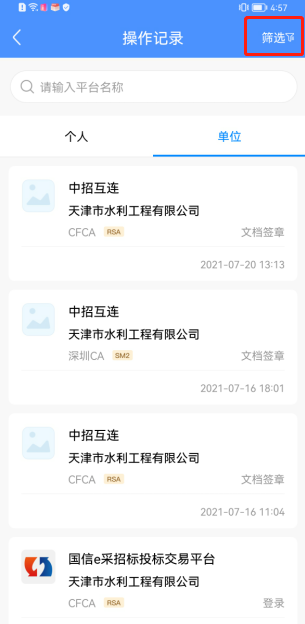 4:57
操作记录
筛选
请输入平台名称
个人
单位
中招互连
天津市水利工程有限公司
CFCA RSA 文档签章
2021-07-20 13:13
中招互连
天津市水利工程有限公司
深圳CA SM2 文档签章
2021-07-16 18:01
中招互连
天津市水利工程有限公司
CFCA RSA 文档签章
2021-07-16 11:04
国信e采招标投标交易平台
天津市水利工程有限公司
CFCA RSA 登录